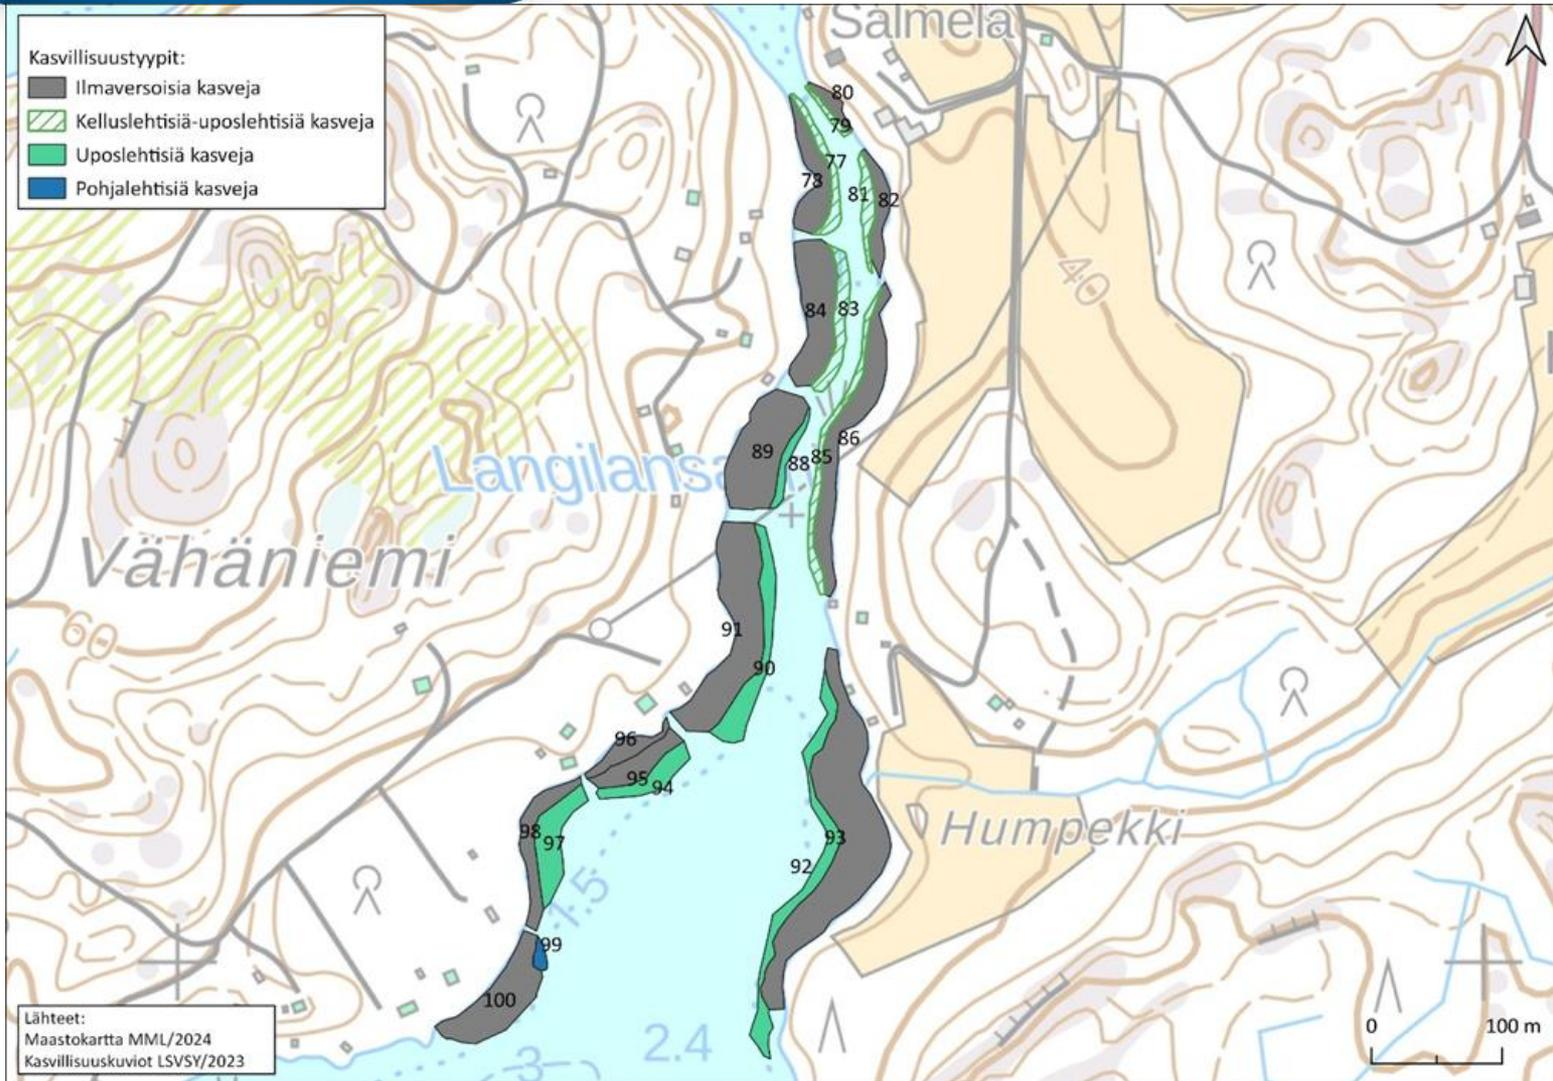 Kasvillisuustyypit:
Ilmaversoisia kasveja
Kelluslehtisiä-uposlehtisiä kasveja
Uposlehtisiä kasveja
Pohjalehtisiä kasveja
Salmela
80
79
77
78
81
82
40
84
83
86
89
88
85
Vähäniemi
60
91
90
96
95
94
98
97
93
92
Humpekki
1.5
99
100
2.4
3
Lähteet:
Maastokartta MML/2024
Kasvillisuuskuviot LSVSY/2023
0
100 m